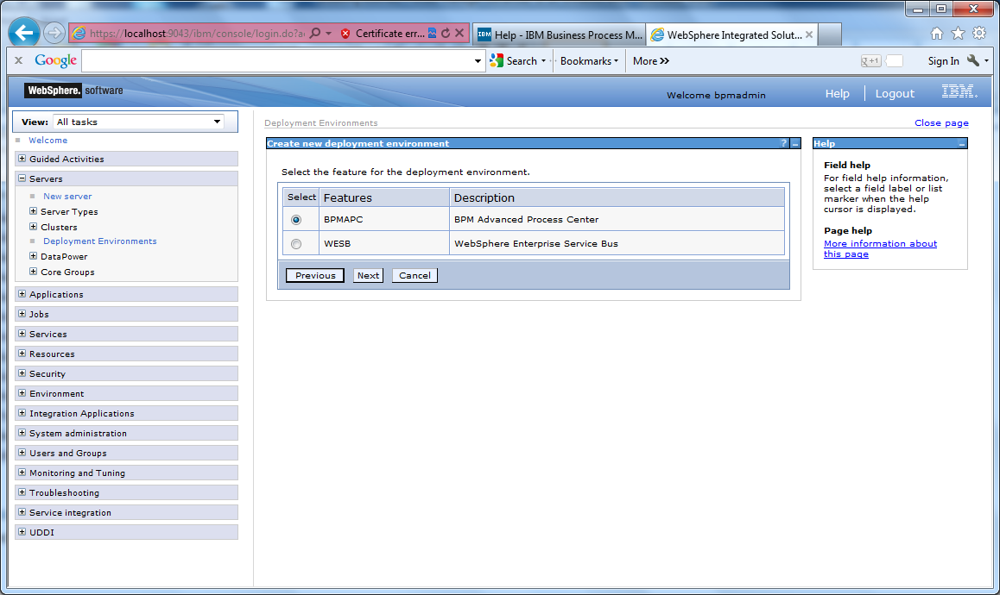 https://localhost:9043/ibm/console/login.do?a
Certificate err...
IBM Help - IBM Business Process M...
WebSphere Integrated Solut...
x Google
Search
Bookmarks
More »
g +1
Sign In
WebSphere. software
Welcome bpmadmin
Help
Logout
IBM.
View: All tasks
Welcome
Guided Activities
Servers
New server
Server Types
Clusters
Deployment Environments
DataPower
Core Groups
Applications
Jobs
Services
Resources
Security
Environment
Integration Applications
System administration
Users and Groups
Monitoring and Tuning
Troubleshooting
Service integration
UDDI
Deployment Environments
Close page
Create new deployment environment
? _
Select the feature for the deployment environment.
Select Features Description
BPMAPC BPM Advanced Process Center
WESB WebSphere Enterprise Service Bus
Previous Next Cancel
Help
Field help
For field help information,
select a field label or list
marker when the help
cursor is displayed.
Page help
More information about
this page